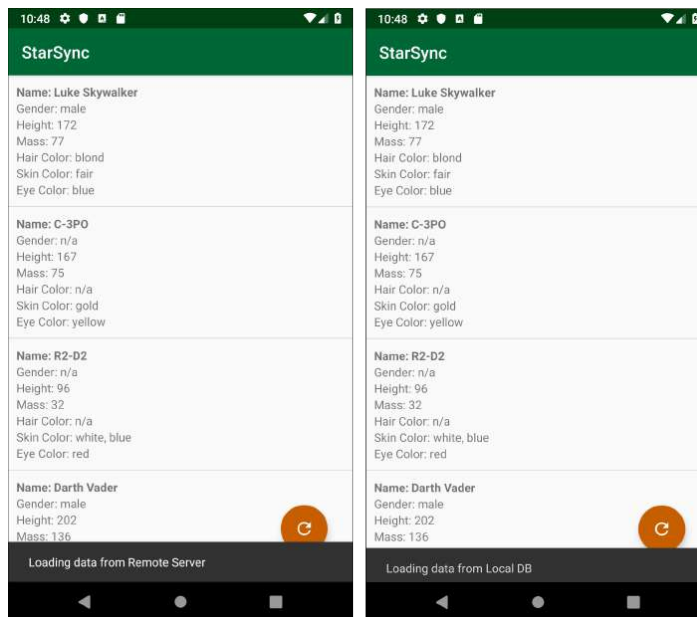 10:48
StarSync
Name: Luke Skywalker
Gender: male
Height: 172
Mass: 77
Hair Color: blond
Skin Color: fair
Eye Color: blue
Name: C-3PO
Gender: n/a
Height: 167
Mass: 75
Hair Color: n/a
Skin Color: gold
Eye Color: yellow
Name: R2-D2
Gender: n/a
Height: 96
Mass: 32
Hair Color: n/a
Skin Color: white, blue
Eye Color: red
Name: Darth Vader
Gender: male
Height: 202
Mass: 136
Loading data from Remote Server
10:48
StarSync
Name: Luke Skywalker
Gender: male
Height: 172
Mass: 77
Hair Color: blond
Skin Color: fair
Eye Color: blue
Name: C-3PO
Gender: n/a
Height: 167
Mass: 75
Hair Color: n/a
Skin Color: gold
Eye Color: yellow
Name: R2-D2
Gender: n/a
Height: 96
Mass: 32
Hair Color: n/a
Skin Color: white, blue
Eye Color: red
Name: Darth Vader
Gender: male
Height: 202
Mass: 136
Loading data from Local DB